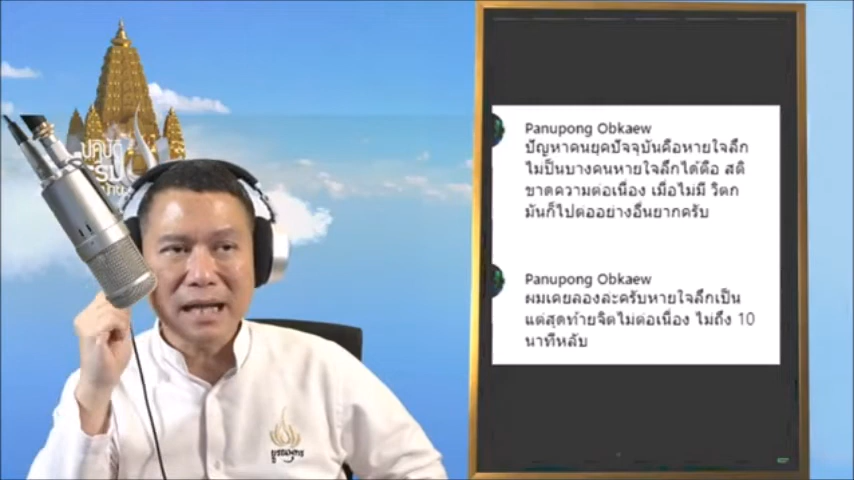 Panupong Obkaew
ปัญหาคนยุคปัจจุบันคือหายใจลึก
ไม่ป็นบางคนหายใจลึกได้คือ สติ
ขาดความต่อเนื่อง เมื่อไม่มี วิตก
มันก็ไปต่ออย่างอื่นยากครับ
Panupong Obkaew
ผมเคยลองละครับหายใจลึกเป็น
แต่สุดท้ายจิตไม่ต่อเนื่อง ไม่ถึง 10
นาทีหลับ
ปฏิบัติ